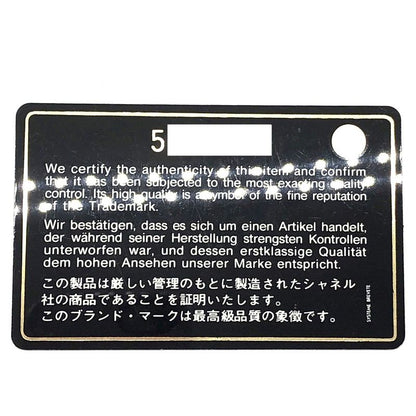 5
We certify the authenticity of this item and confirm
that it has been subjected to the most exacting quality
control. Its high quality is a symbol of the fine reputation
of the Trademark.
Wir bestätigen, dass es sich um einen Artikel handelt,
der während seiner Herstellung strengsten Kontrollen
unterworfen war, und dessen erstklassige Qualität
dem hohen Ansehen unserer Marke entspricht.
この製品は厳しい管理のもとに製造されたシャネル
社の商品であることを証明いたします。
このブランド・マークは最高級品質の象徴です。
SYSTEME BREVETE